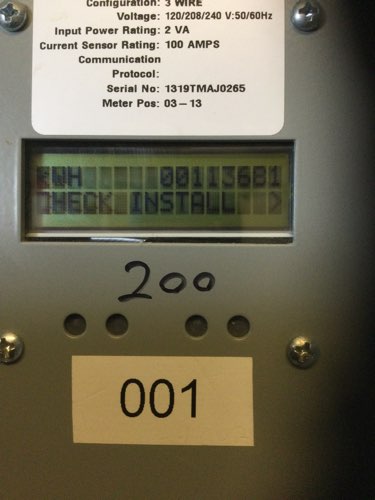 Configuration: 3 WIRE
Voltage: 120/208/240 V:50/60Hz
Input Power Rating: 2 VA
Current Sensor Rating: 100 AMPS
Communication
Protocol:
Serial No: 1319TMAJ0265
Meter Pos: 03-13
KWH 00113681
CHECK INSTALL >
200
001